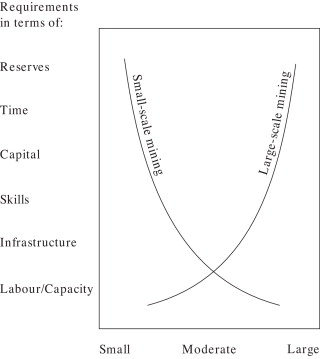 Requirements
in terms of:
Reserves
Time
Capital
Skills
Infrastructure
Labour/Capacity
Small-scale mining
Large-scale mining
Small Moderate Large